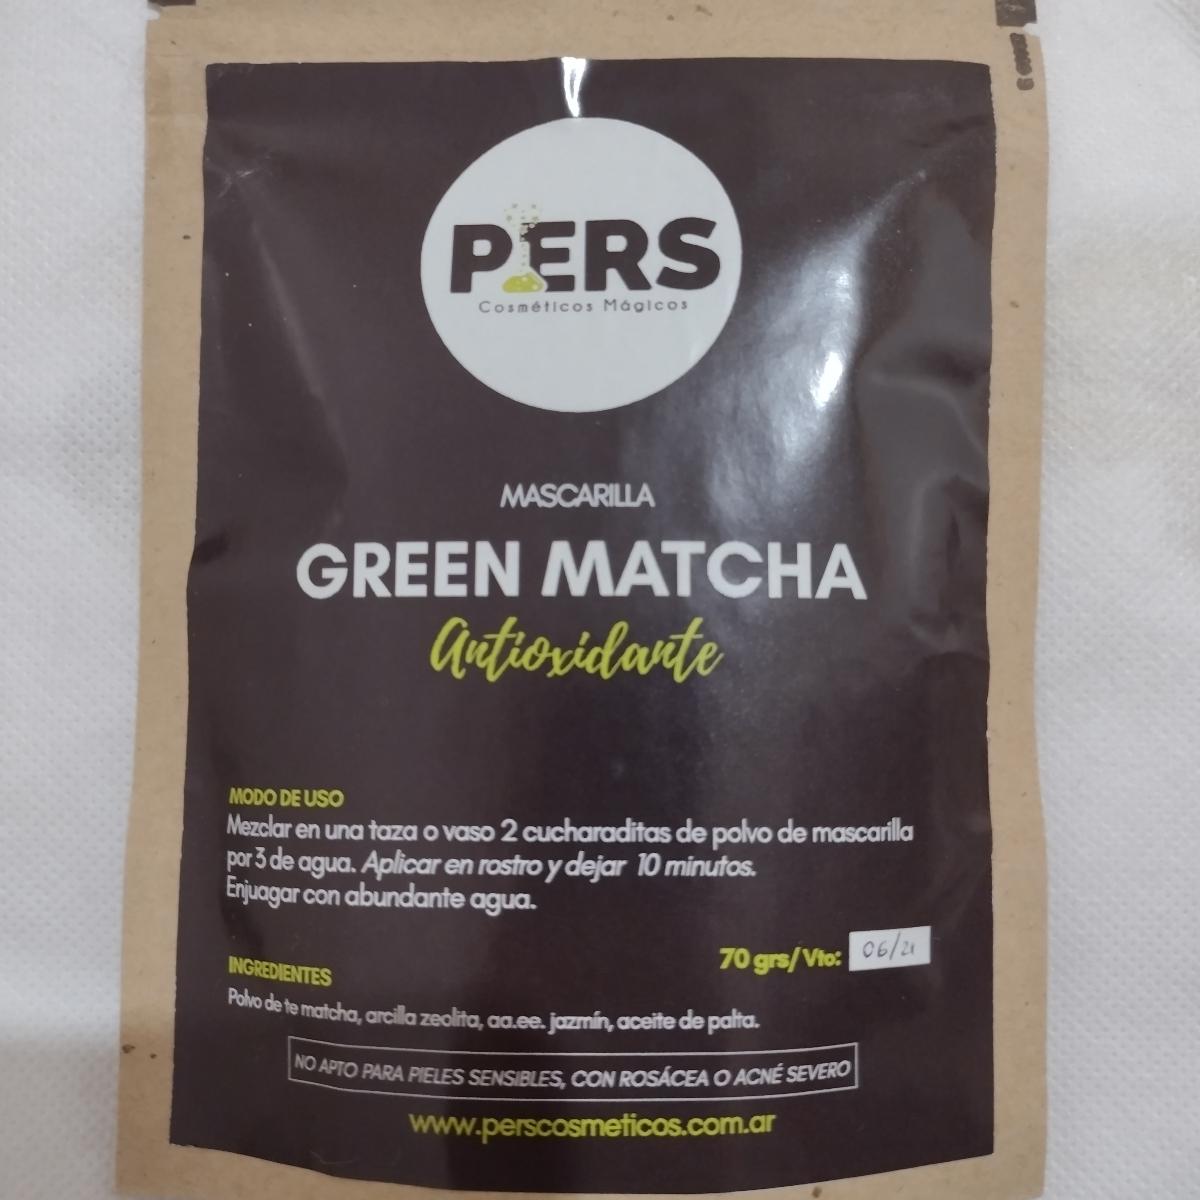 PERS
Cosméticos Mágicos
MASCARILLA
GREEN MATCHA
Antioxidante
MODO DE USO
Mezclar en una taza o vaso 2 cucharaditas de polvo de mascarilla
por 3 de agua. Aplicar en rostro y dejar 10 minutos.
Enjuagar con abundante agua.
70 grs/Vto: 06/21
INGREDIENTES
Polvo de te matcha, arcilla zeolita, aa.ee. jazmín, aceite de palta.
NO APTO PARA PIELES SENSIBLES, CON ROSÁCEA O ACNÉ SEVERO
www.perscosmeticos.com.ar